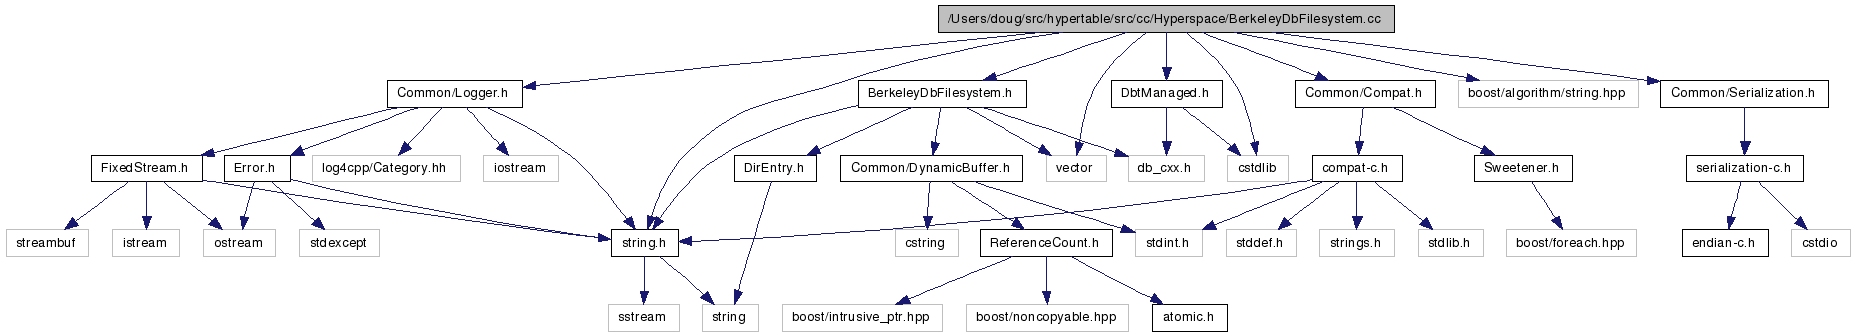 /Users/doug/src/hypertable/src/cc/Hyperspace/BerkeleyDbFilesystem.cc
Common/Logger.h
BerkeleyDbFilesystem.h
DbtManaged.h
Common/Compat.h
boost/algorithm/string.hpp
Common/Serialization.h
FixedStream.h
Error.h
log4cpp/Category.hh
iostream
DirEntry.h
Common/DynamicBuffer.h
vector
db_cxx.h
cstdlib
compat-c.h
Sweetener.h
serialization-c.h
streambuf
istream
ostream
stdexcept
string.h
cstring
ReferenceCount.h
stdint.h
stddef.h
strings.h
stdlib.h
boost/foreach.hpp
endian-c.h
cstdio
sstream
string
boost/intrusive_ptr.hpp
boost/noncopyable.hpp
atomic.h